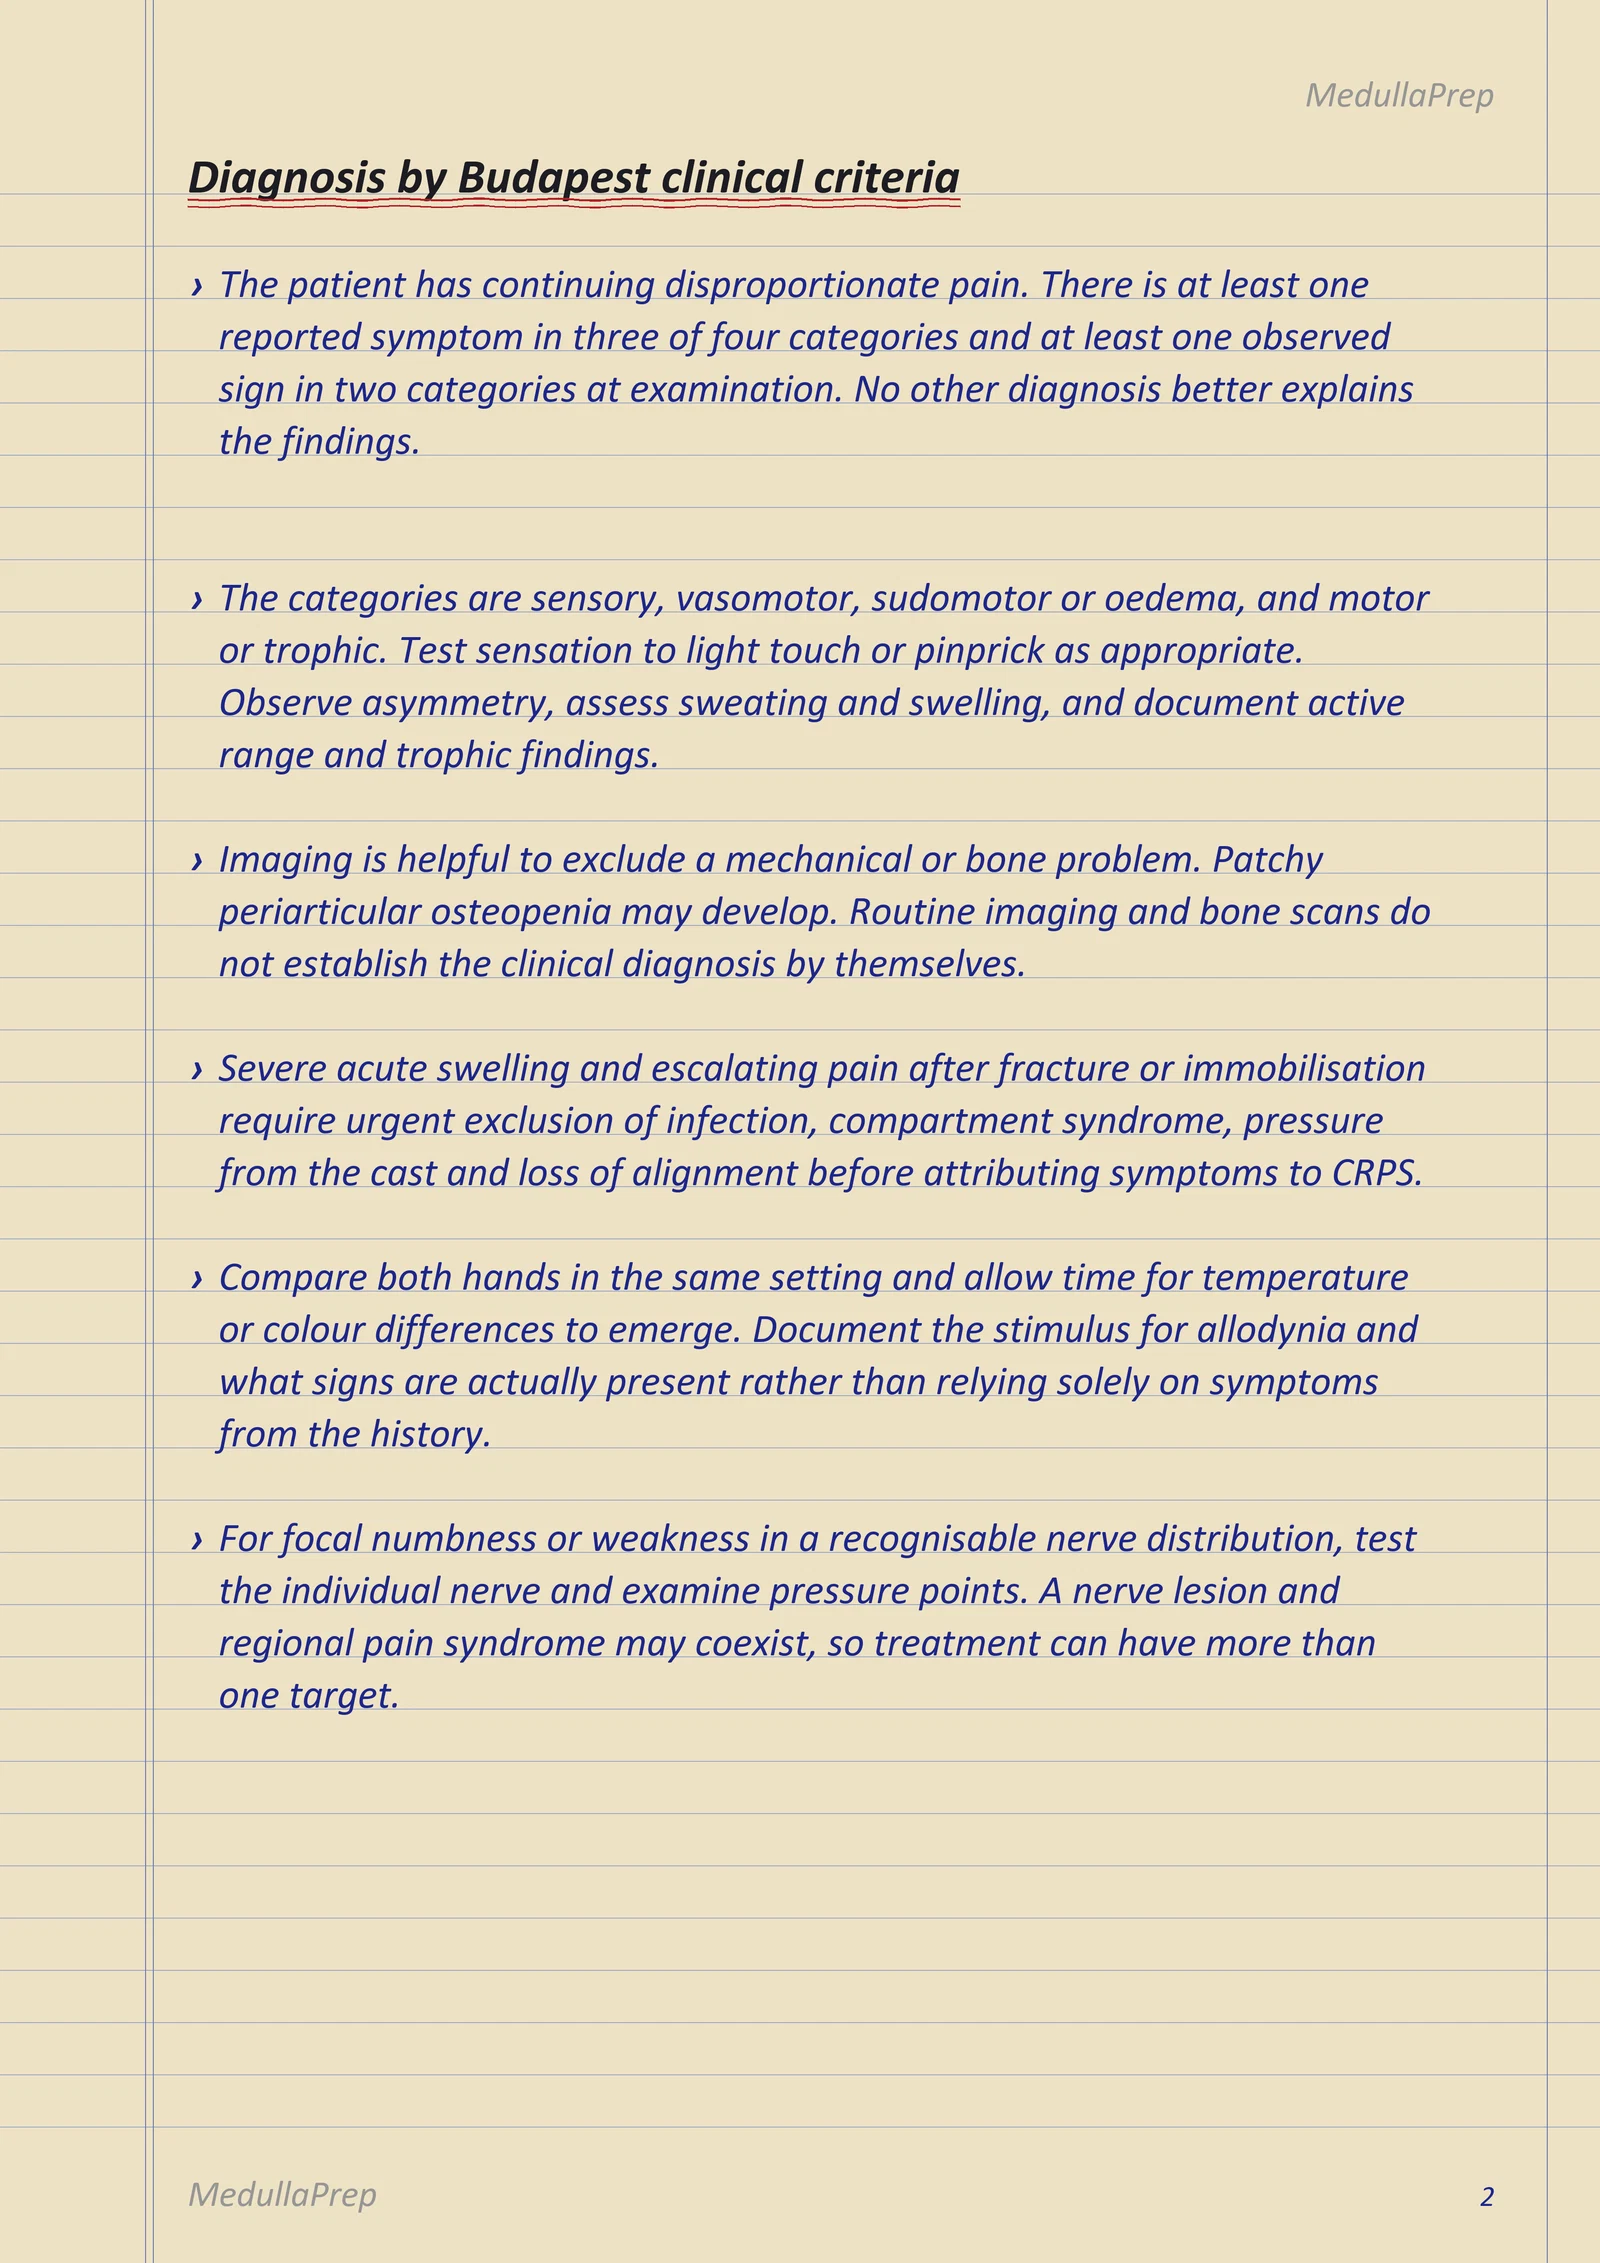 MedullaPrep
Diagnosis by Budapest clinical criteria
› The patient has continuing disproportionate pain. There is at least one
reported symptom in three of four categories and at least one observed
sign in two categories at examination. No other diagnosis better explains
the findings.
› The categories are sensory, vasomotor, sudomotor or oedema, and motor
or trophic. Test sensation to light touch or pinprick as appropriate.
Observe asymmetry, assess sweating and swelling, and document active
range and trophic findings.
› Imaging is helpful to exclude a mechanical or bone problem. Patchy
periarticular osteopenia may develop. Routine imaging and bone scans do
not establish the clinical diagnosis by themselves.
› Severe acute swelling and escalating pain after fracture or immobilisation
require urgent exclusion of infection, compartment syndrome, pressure
from the cast and loss of alignment before attributing symptoms to CRPS.
› Compare both hands in the same setting and allow time for temperature
or colour differences to emerge. Document the stimulus for allodynia and
what signs are actually present rather than relying solely on symptoms
from the history.
› For focal numbness or weakness in a recognisable nerve distribution, test
the individual nerve and examine pressure points. A nerve lesion and
regional pain syndrome may coexist, so treatment can have more than
one target.
MedullaPrep
2